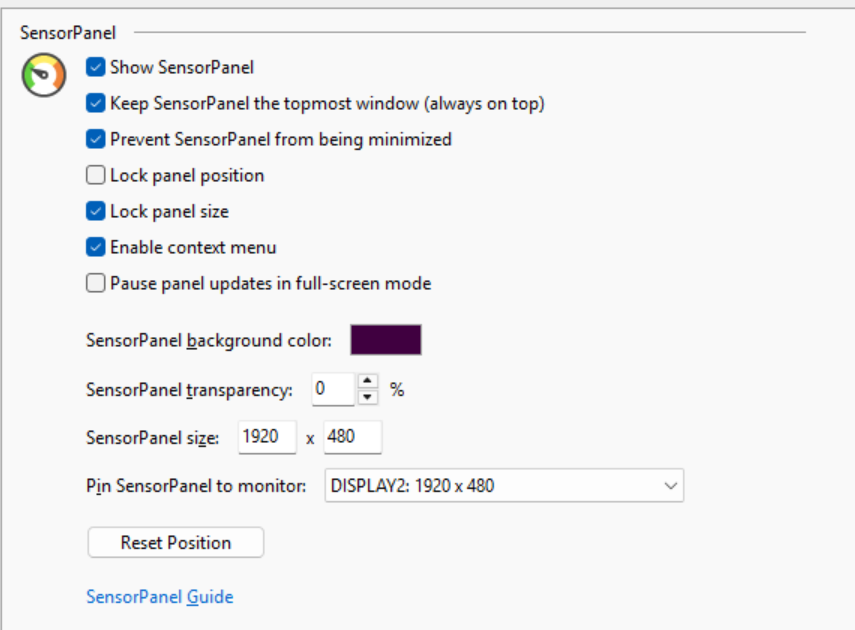 SensorPanel
Show SensorPanel
Keep SensorPanel the topmost window (always on top)
Prevent SensorPanel from being minimized
Lock panel position
Lock panel size
Enable context menu
Pause panel updates in full-screen mode
SensorPanel background color:
SensorPanel transparency: 0 %
SensorPanel size: 1920 x 480
Pin SensorPanel to monitor: DISPLAY2: 1920 x 480
Reset Position
SensorPanel Guide